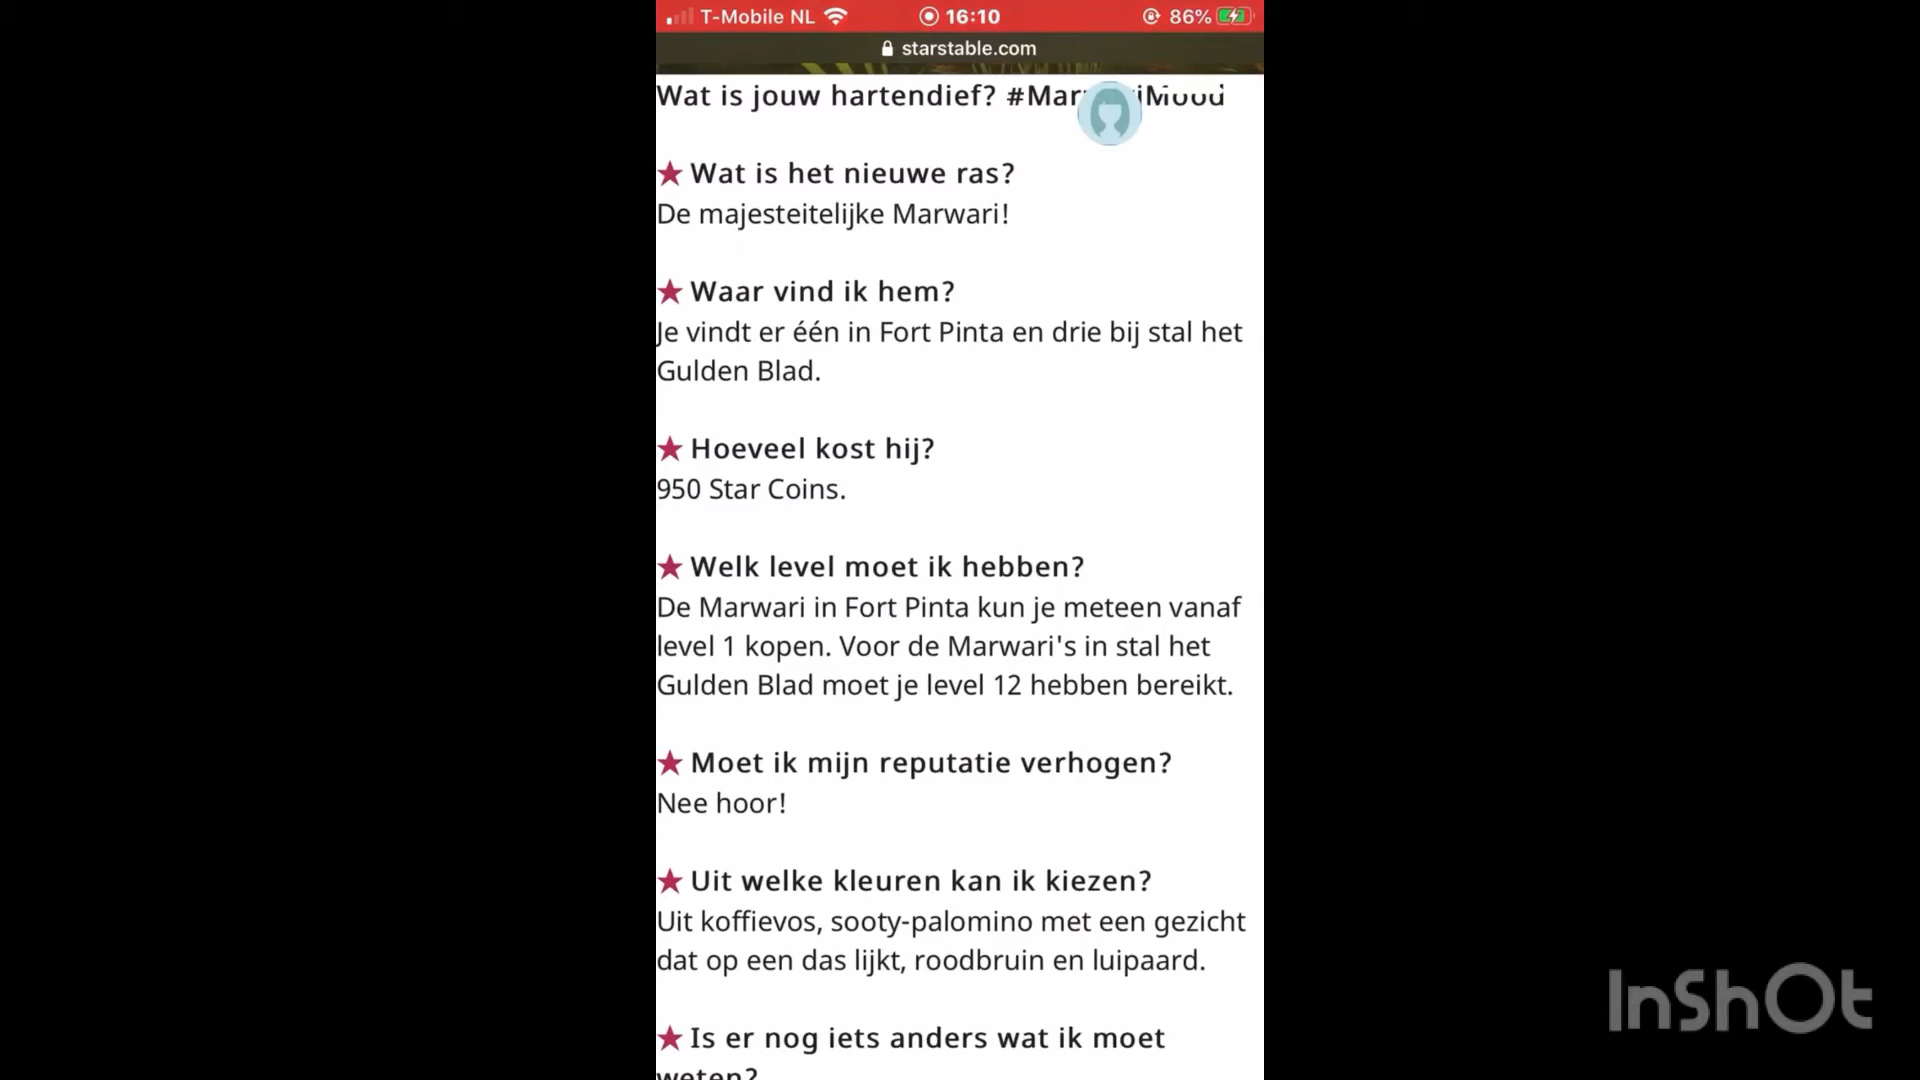 T-Mobile NL 16:10 86%
starstable.com
Wat is jouw hartendief? #MarwariMood
★ Wat is het nieuwe ras?
De majesteitelijke Marwari!
★ Waar vind ik hem?
Je vindt er één in Fort Pinta en drie bij stal het
Gulden Blad.
★ Hoeveel kost hij?
950 Star Coins.
★ Welk level moet ik hebben?
De Marwari in Fort Pinta kun je meteen vanaf
level 1 kopen. Voor de Marwari's in stal het
Gulden Blad moet je level 12 hebben bereikt.
★ Moet ik mijn reputatie verhogen?
Nee hoor!
★ Uit welke kleuren kan ik kiezen?
Uit koffievos, sooty-palomino met een gezicht
dat op een das lijkt, roodbruin en luipaard.
★ Is er nog iets anders wat ik moet
weten?
InShOt